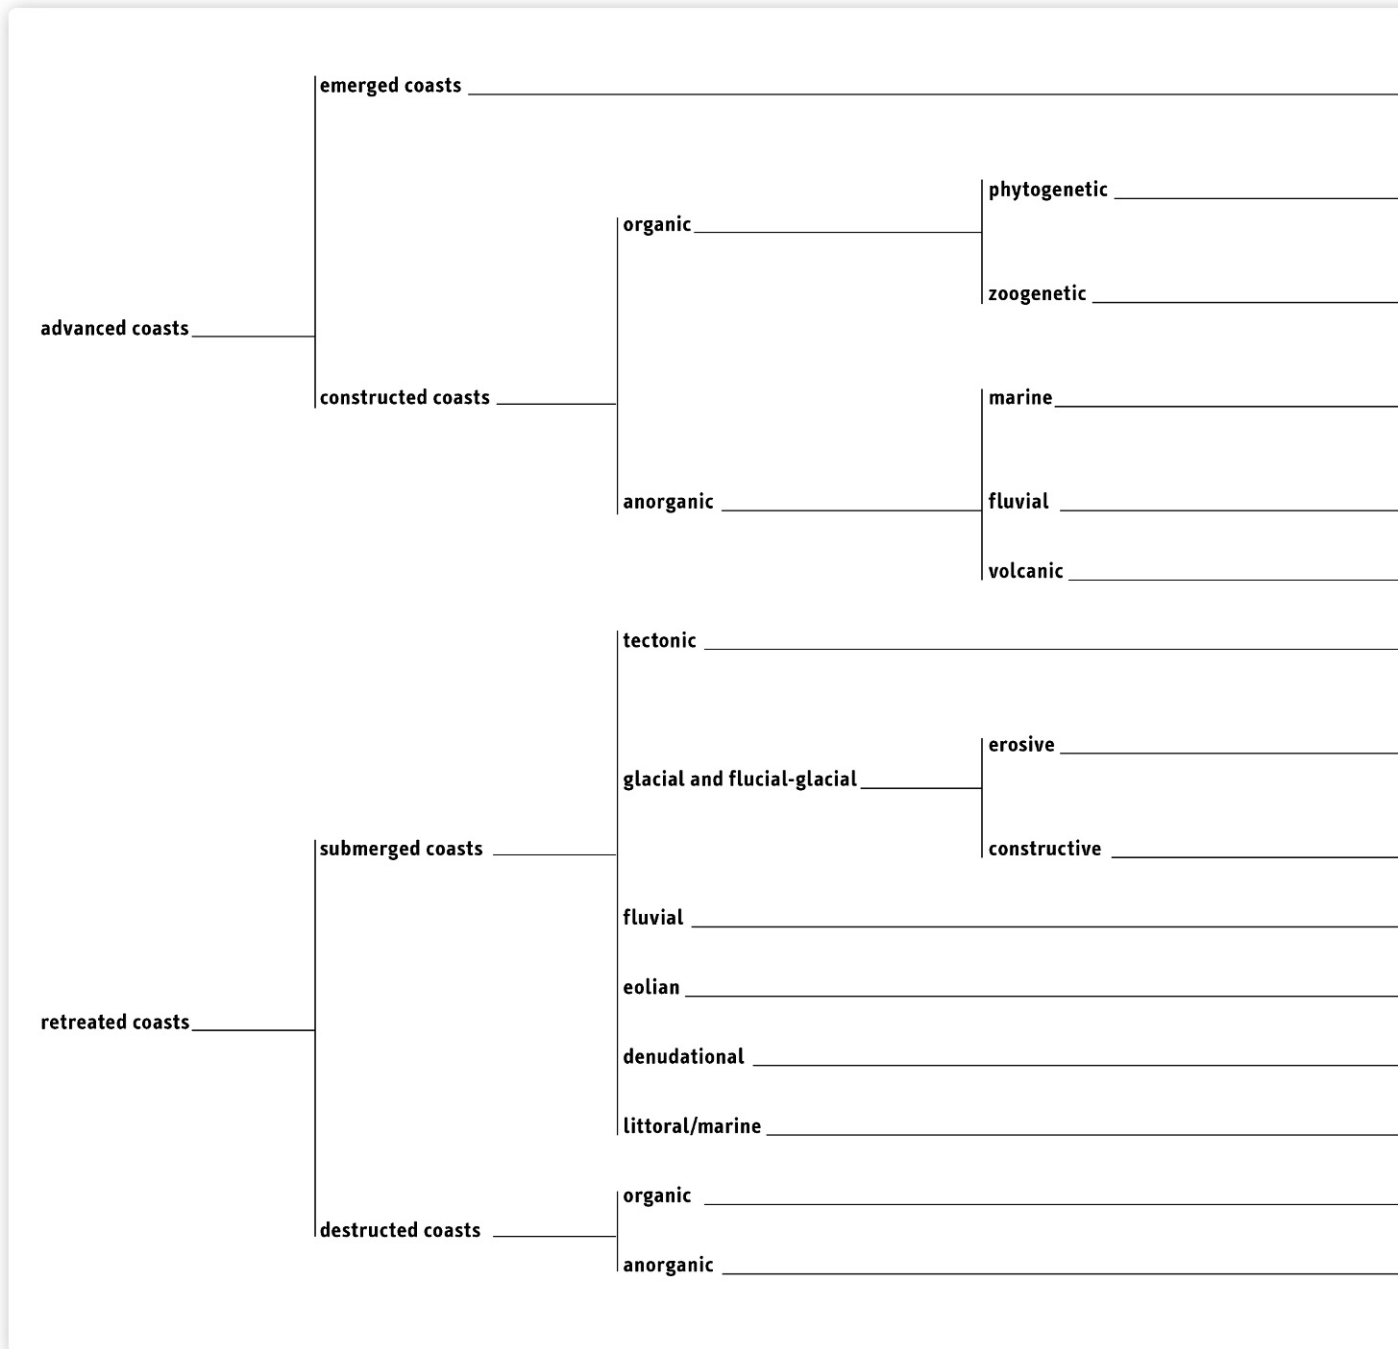 emerged coasts
phytogenetic
organic
zoogenetic
advanced coasts
constructed coasts
marine
anorganic
fluvial
volcanic
tectonic
erosive
glacial and flucial-glacial
submerged coasts
constructive
fluvial
eolian
retreated coasts
denudational
littoral/marine
organic
destructed coasts
anorganic